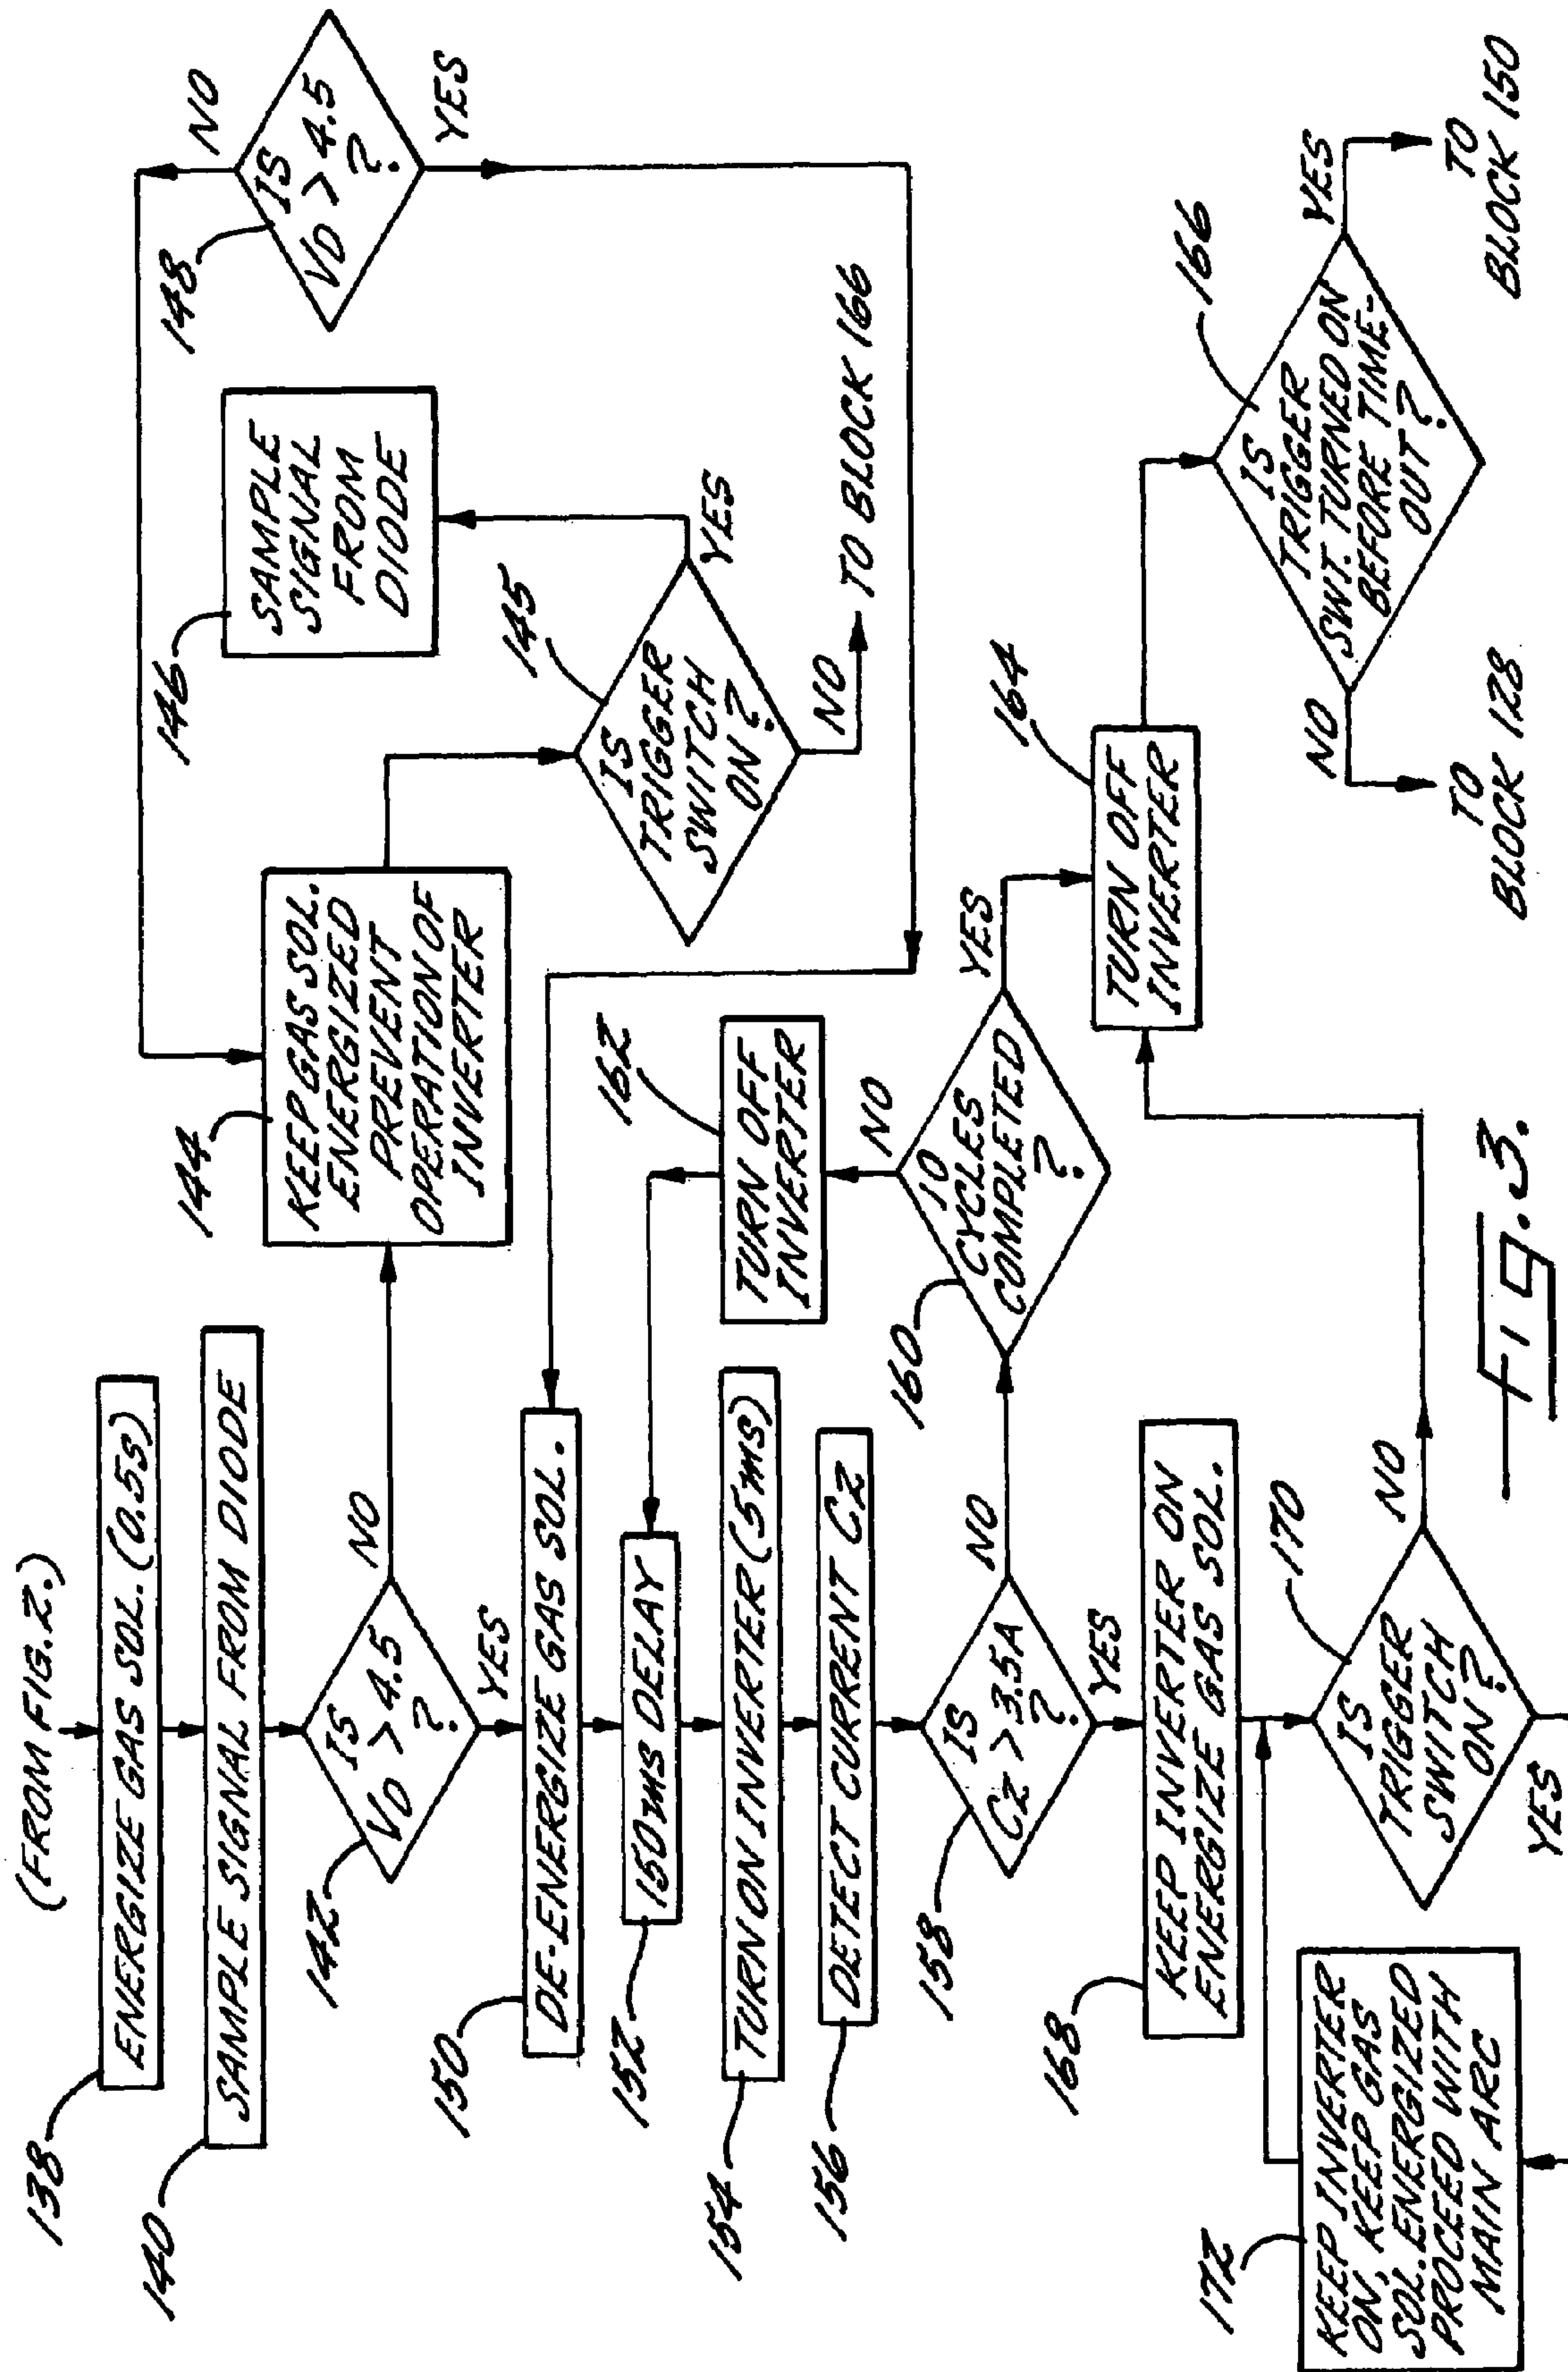 (FROM FIG.2.)
138
ENERGIZE GAS SOL. (0.5s)
140
SAMPLE SIGNAL FROM DIODE
142
IS
VD > 4.5
?
NO
YES
144
KEEP GAS SOL.
ENERGIZED
PREVENT
OPERATION OF
INVERTER
145
IS
TRIGGER
SWITCH
ON?
YES
NO
TO BLOCK 166
146
SAMPLE
SIGNAL
FROM
DIODE
148
IS
VD > 4.5
?
NO
YES
150
DE-ENERGIZE GAS SOL.
152
150ms DELAY
154
TURN ON INVERTER (5ms)
156
DETECT CURRENT C2
158
IS
C2 > 3.5A
?
NO
YES
160
10
CYCLES
COMPLETED
?
NO
YES
162
TURN OFF
INVERTER
164
TURN OFF
INVERTER
166
IS
TRIGGER
SWT. TURNED ON
BEFORE TIME-
OUT?
NO
TO
BLOCK 128
YES
TO
BLOCK 150
168
KEEP INVERTER ON
ENERGIZE GAS SOL.
170
IS
TRIGGER
SWITCH
ON?
NO
YES
172
KEEP INVERTER
ON, KEEP GAS
SOL. ENERGIZED
PROCEED WITH
MAIN ARC
Fig. 3.